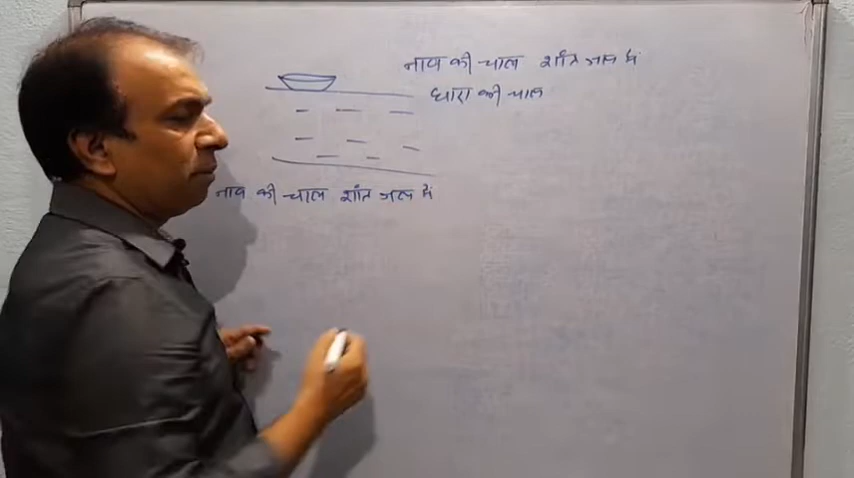 नाव की चाल शांत जल में
धारा की चाल
नाव की चाल शांत जल में